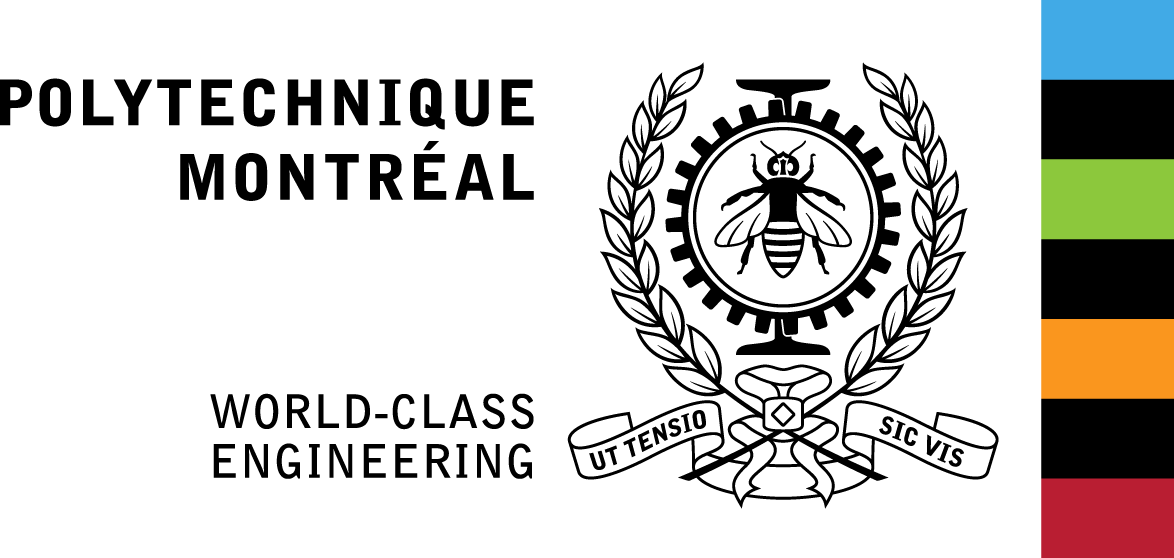 POLYTECHNIQUE
MONTRÉAL
WORLD-CLASS
ENGINEERING
UT TENSIO
SIC VIS